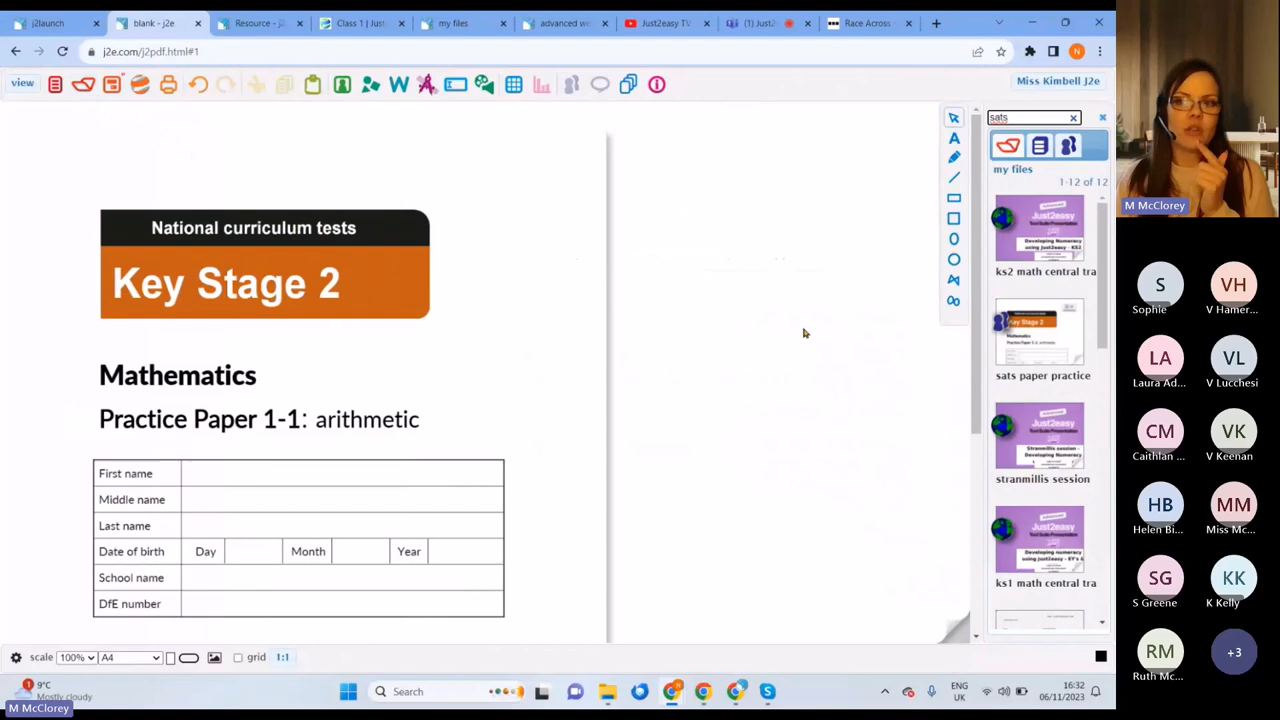 j2launch
blank - j2e
Resource - j2e
Class 1 | Just
my files
advanced we
Just2easy TV
(1) Just2
Race Across
j2e.com/j2pdf.html#1
N
view
W
Miss Kimbell J2e
A
sats
my files
1-12 of 12
ks2 math central tra
sats paper practice
stranmillis session
ks1 math central tra
National curriculum tests
Key Stage 2
Mathematics
Practice Paper 1-1: arithmetic
First name
Middle name
Last name
Date of birth Day Month Year
School name
DfE number
scale 100% A4 grid 1:1
9°C
Mostly cloudy
Search
ENG
UK
16:32
06/11/2023
M McClorey
M McClorey
S
Sophie
VH
V Hamer...
LA
Laura Ad...
VL
V Lucchesi
CM
Caithlan ...
VK
V Keenan
HB
Helen Bi...
MM
Miss Mc...
SG
S Greene
KK
K Kelly
RM
Ruth Mc...
+3